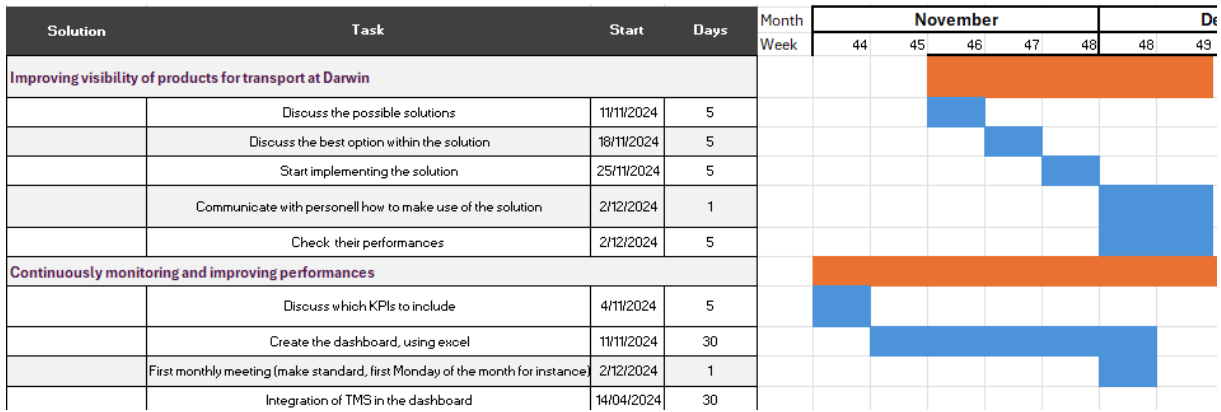 Solution Task Start Days Month November De
Week 44 45 46 47 48 48 49
Improving visibility of products for transport at Darwin
Discuss the possible solutions 11/11/2024 5
Discuss the best option within the solution 18/11/2024 5
Start implementing the solution 25/11/2024 5
Communicate with personell how to make use of the solution 2/12/2024 1
Check their performances 2/12/2024 5
Continuously monitoring and improving performances
Discuss which KPIs to include 4/11/2024 5
Create the dashboard, using excel 11/11/2024 30
First monthly meeting (make standard, first Monday of the month for instance) 2/12/2024 1
Integration of TMS in the dashboard 14/04/2024 30